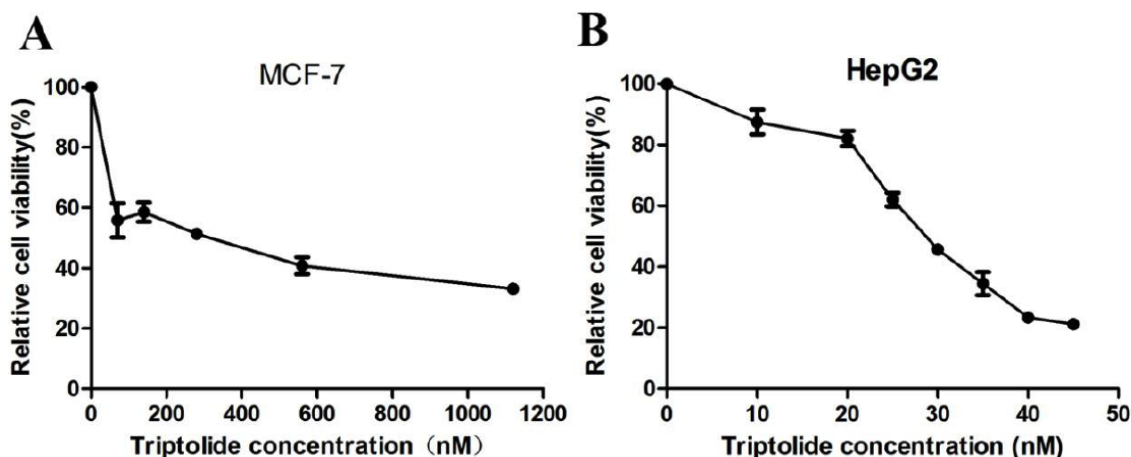 A
MCF-7
Relative cell viability(%)
100
80
60
40
20
0
0 200 400 600 800 1000 1200
Triptolide concentration（nM）
B
HepG2
Relative cell viability(%)
100
80
60
40
20
0
0 10 20 30 40 50
Triptolide concentration (nM)